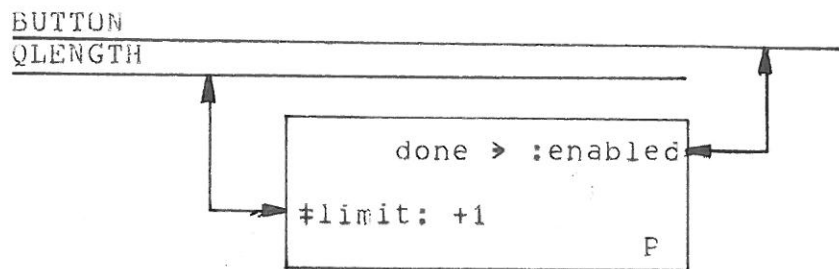 BUTTON
QLENGTH
done > :enabled
‡limit: +1
P